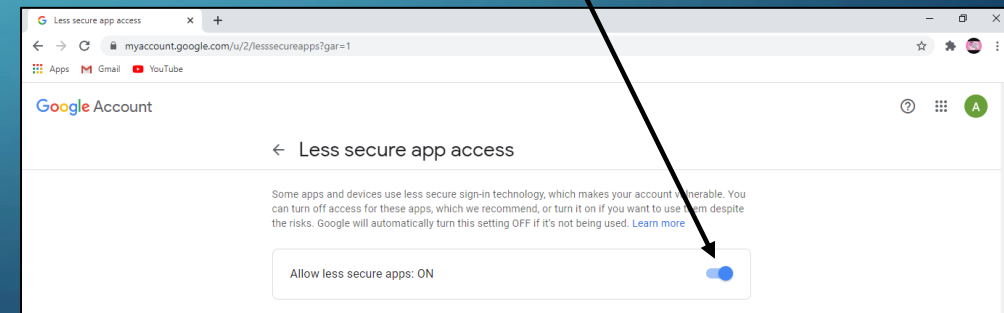 Less secure app access
myaccount.google.com/u/2/lesssecureapps?gar=1
Apps Gmail YouTube
Google Account
A
Less secure app access
Some apps and devices use less secure sign-in technology, which makes your account vulnerable. You
can turn off access for these apps, which we recommend, or turn it on if you want to use them despite
the risks. Google will automatically turn this setting OFF if it's not being used. Learn more
Allow less secure apps: ON